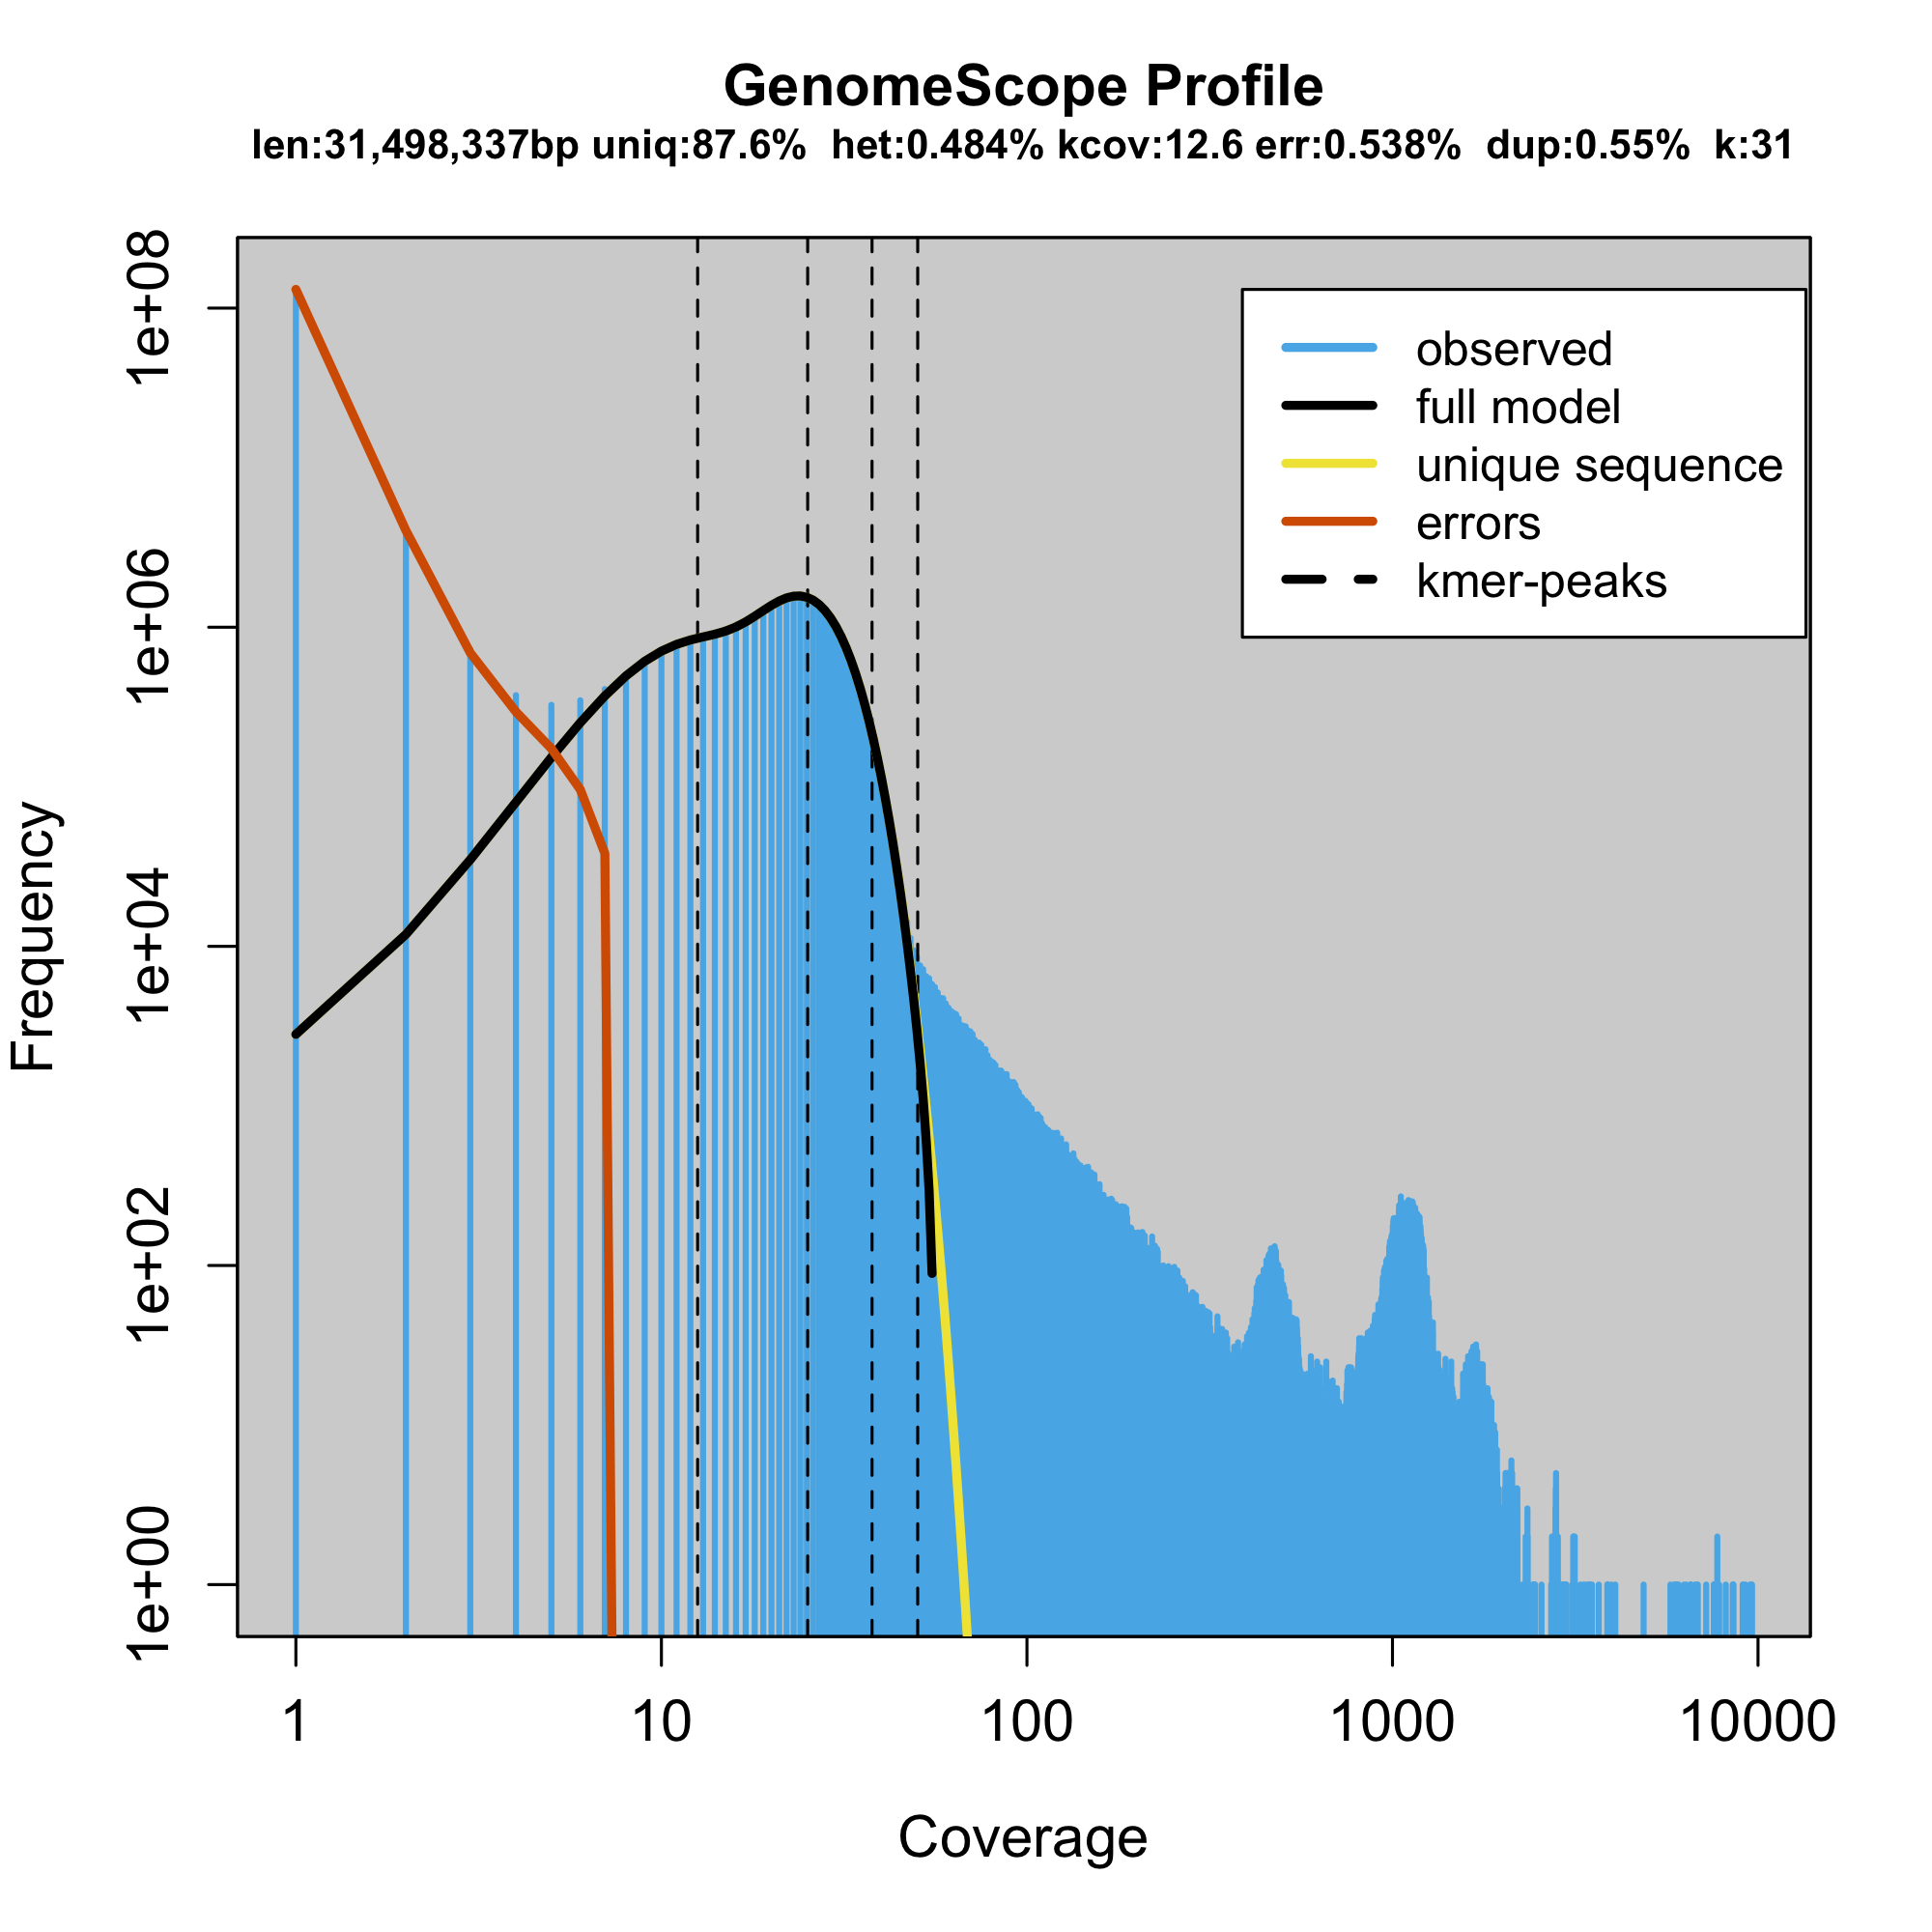 GenomeScope Profile
len:31,498,337bp uniq:87.6% het:0.484% kcov:12.6 err:0.538% dup:0.55% k:31
observed
full model
unique sequence
errors
kmer-peaks
Frequency
1e+08
1e+06
1e+04
1e+02
1e+00
1 10 100 1000 10000
Coverage